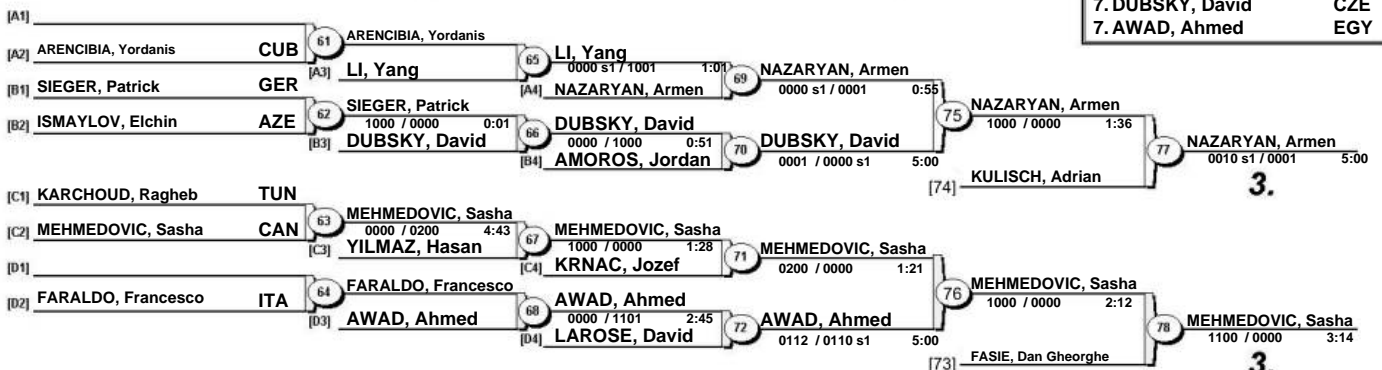 7. DUBSKY, David CZE
7. AWAD, Ahmed EGY
[A1]
[A2] ARENCIBIA, Yordanis CUB
61
ARENCIBIA, Yordanis
[A3] LI, Yang
65
LI, Yang
0000 s1 / 1001 1:01
[A4] NAZARYAN, Armen
69
NAZARYAN, Armen
0000 s1 / 0001 0:55
[B1] SIEGER, Patrick GER
[B2] ISMAYLOV, Elchin AZE
62
SIEGER, Patrick
1000 / 0000 0:01
[B3] DUBSKY, David
66
DUBSKY, David
0000 / 1000 0:51
[B4] AMOROS, Jordan
70
DUBSKY, David
0001 / 0000 s1 5:00
75
NAZARYAN, Armen
1000 / 0000 1:36
[74] KULISCH, Adrian
77
NAZARYAN, Armen
0010 s1 / 0001 5:00
3.
[C1] KARCHOUD, Ragheb TUN
[C2] MEHMEDOVIC, Sasha CAN
63
MEHMEDOVIC, Sasha
0000 / 0200 4:43
[C3] YILMAZ, Hasan
67
MEHMEDOVIC, Sasha
1000 / 0000 1:28
[C4] KRNAC, Jozef
71
MEHMEDOVIC, Sasha
0200 / 0000 1:21
[D1]
[D2] FARALDO, Francesco ITA
64
FARALDO, Francesco
[D3] AWAD, Ahmed
68
AWAD, Ahmed
0000 / 1101 2:45
[D4] LAROSE, David
72
AWAD, Ahmed
0112 / 0110 s1 5:00
76
MEHMEDOVIC, Sasha
1000 / 0000 2:12
[73] FASIE, Dan Gheorghe
78
MEHMEDOVIC, Sasha
1100 / 0000 3:14
3.